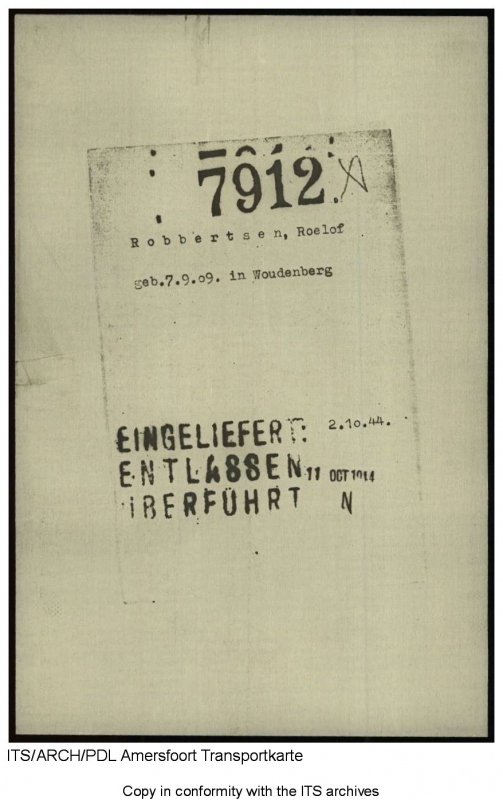 7912.
Robbertsen, Roelof
geb.7.9.09. in Woudenberg
EINGELIEFERT: 2.10.44.
ENTLASSEN 11 OCT 1944
ÜBERFÜHRT N
ITS/ARCH/PDL Amersfoort Transportkarte
Copy in conformity with the ITS archives